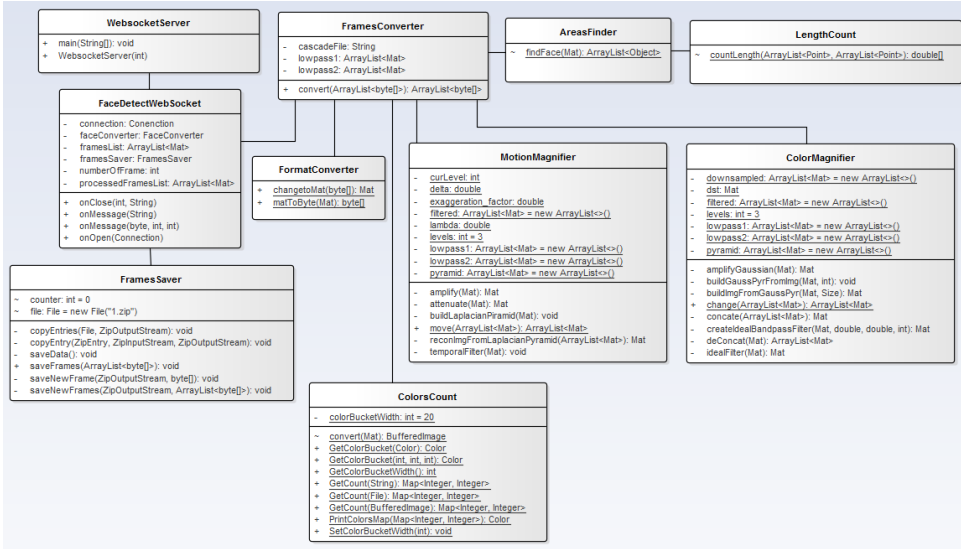 WebsocketServer
+ main(String[]): void
+ WebsocketServer(int)
FramesConverter
- cascadeFile: String
- lowpass1: ArrayList<Mat>
- lowpass2: ArrayList<Mat>
+ convert(ArrayList<byte[]>): ArrayList<byte[]>
AreasFinder
~ findFace(Mat): ArrayList<Object>
LengthCount
~ countLength(ArrayList<Point>, ArrayList<Point>): double[]
FaceDetectWebSocket
- connection: Conenction
- faceConverter: FaceConverter
- framesList: ArrayList<Mat>
- framesSaver: FramesSaver
- numberOfFrame: int
- processedFramesList: ArrayList<Mat>
+ onClose(int, String)
+ onMessage(String)
+ onMessage(byte, int, int)
+ onOpen(Connection)
FormatConverter
+ changetoMat(byte[]): Mat
+ matToByte(Mat): byte[]
MotionMagnifier
- curLevel: int
- delta: double
- exaggeration_factor: double
- filtered: ArrayList<Mat> = new ArrayList<>()
- lambda: double
- levels: int = 3
- lowpass1: ArrayList<Mat> = new ArrayList<>()
- lowpass2: ArrayList<Mat> = new ArrayList<>()
- pyramid: ArrayList<Mat> = new ArrayList<>()
- amplify(Mat): Mat
- attenuate(Mat): Mat
- buildLaplacianPiramid(Mat): void
+ move(ArrayList<Mat>): ArrayList<Mat>
- reconImgFromLaplacianPyramid(ArrayList<Mat>): Mat
- temporalFilter(Mat): void
ColorMagnifier
- downsampled: ArrayList<Mat> = new ArrayList<>()
- dst: Mat
- filtered: ArrayList<Mat> = new ArrayList<>()
- levels: int = 3
- lowpass1: ArrayList<Mat> = new ArrayList<>()
- lowpass2: ArrayList<Mat> = new ArrayList<>()
- pyramid: ArrayList<Mat> = new ArrayList<>()
- amplifyGaussian(Mat): Mat
- buildGaussPyrFromImg(Mat, int): void
- buildImgFromGaussPyr(Mat, Size): Mat
+ change(ArrayList<Mat>): ArrayList<Mat>
- concate(ArrayList<Mat>): Mat
- createIdealBandpassFilter(Mat, double, double, int): Mat
- deConcat(Mat): ArrayList<Mat>
- idealFilter(Mat): Mat
FramesSaver
~ counter: int = 0
~ file: File = new File("1.zip")
- copyEntries(File, ZipOutputStream): void
- copyEntry(ZipEntry, ZipInputStream, ZipOutputStream): void
- saveData(): void
+ saveFrames(ArrayList<byte[]>): void
- saveNewFrame(ZipOutputStream, byte[]): void
- saveNewFrames(ZipOutputStream, ArrayList<byte[]>): void
ColorsCount
- colorBucketWidth: int = 20
~ convert(Mat): BufferedImage
+ GetColorBucket(Color): Color
+ GetColorBucket(int, int, int): Color
+ GetColorBucketWidth(): int
+ GetCount(String): Map<Integer, Integer>
+ GetCount(File): Map<Integer, Integer>
+ GetCount(BufferedImage): Map<Integer, Integer>
+ PrintColorsMap(Map<Integer, Integer>): Color
+ SetColorBucketWidth(int): void